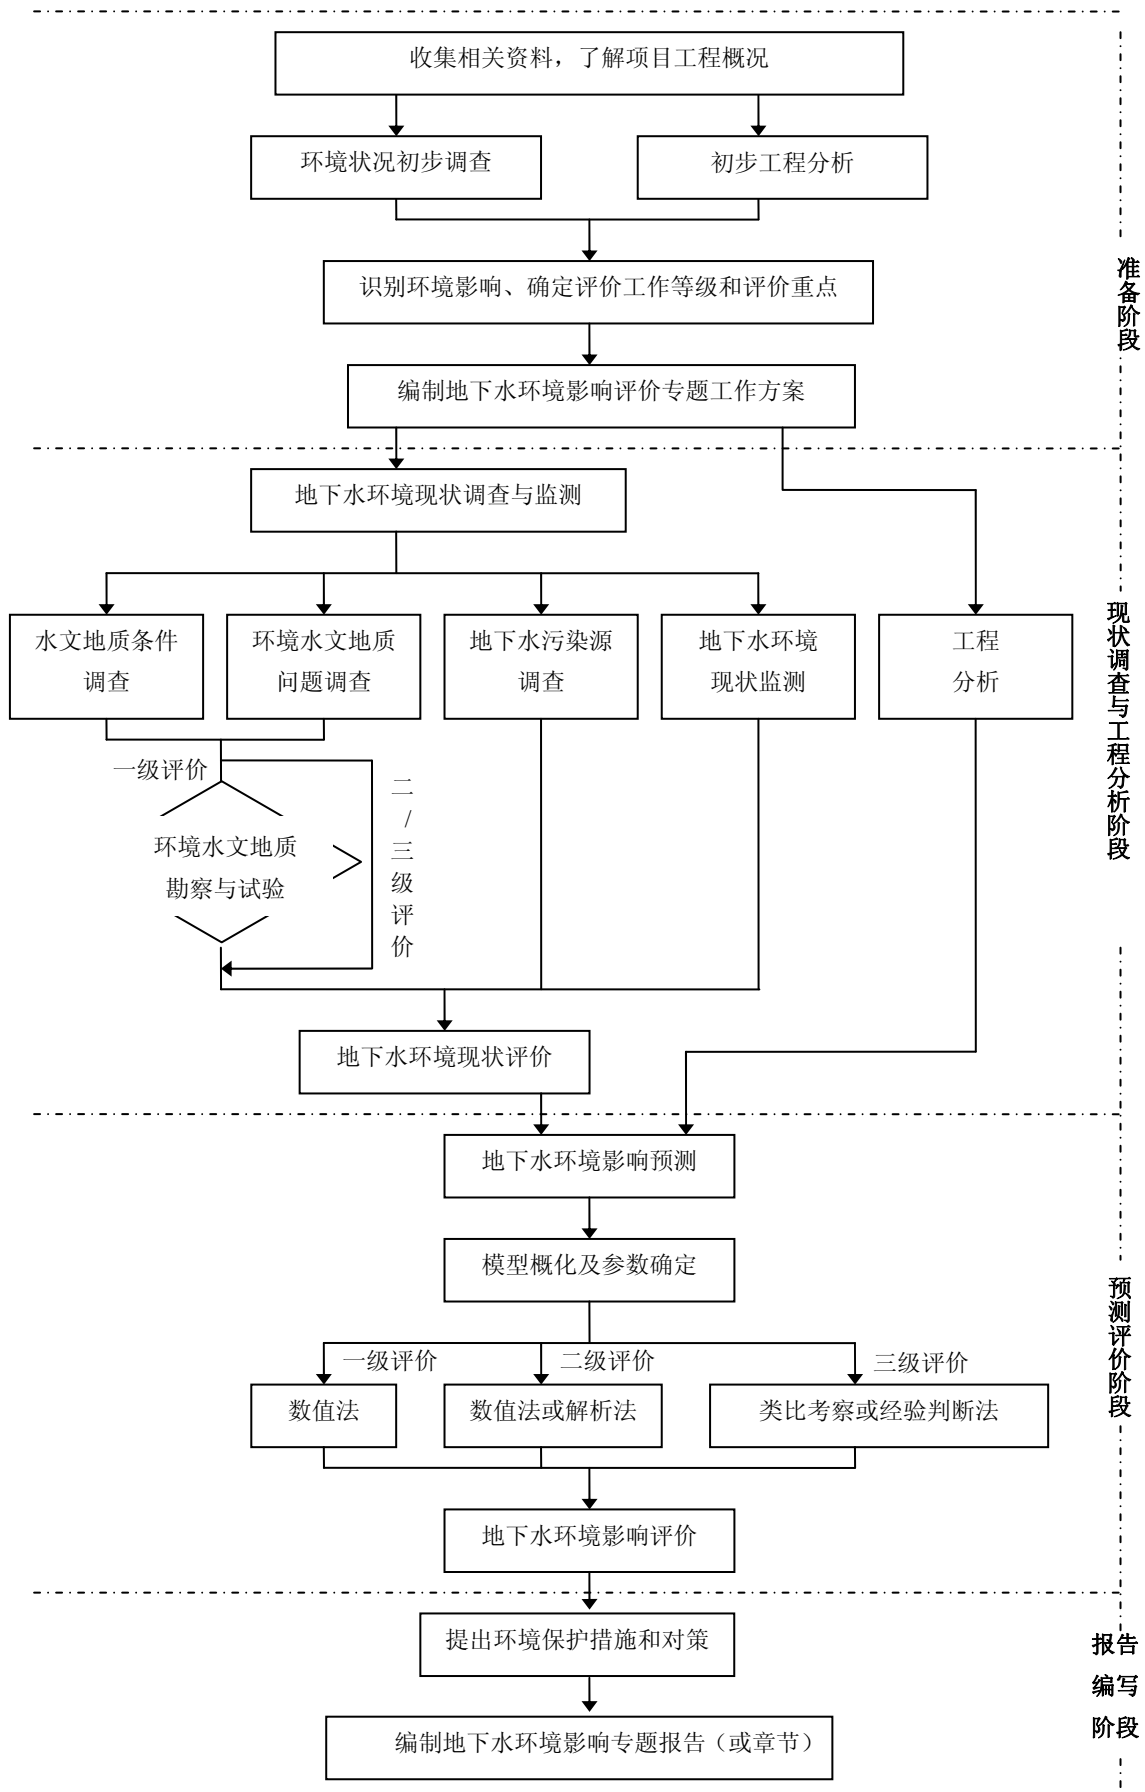 收集相关资料，了解项目工程概况
环境状况初步调查
初步工程分析
识别环境影响、确定评价工作等级和评价重点
编制地下水环境影响评价专题工作方案
准备阶段
地下水环境现状调查与监测
水文地质条件
调查
环境水文地质
问题调查
地下水污染源
调查
地下水环境
现状监测
工程
分析
一级评价
二/三级评价
环境水文地质
勘察与试验
地下水环境现状评价
现状调查与工程分析阶段
地下水环境影响预测
模型概化及参数确定
一级评价
二级评价
三级评价
数值法
数值法或解析法
类比考察或经验判断法
地下水环境影响评价
预测评价阶段
提出环境保护措施和对策
编制地下水环境影响专题报告（或章节）
报告
编写
阶段